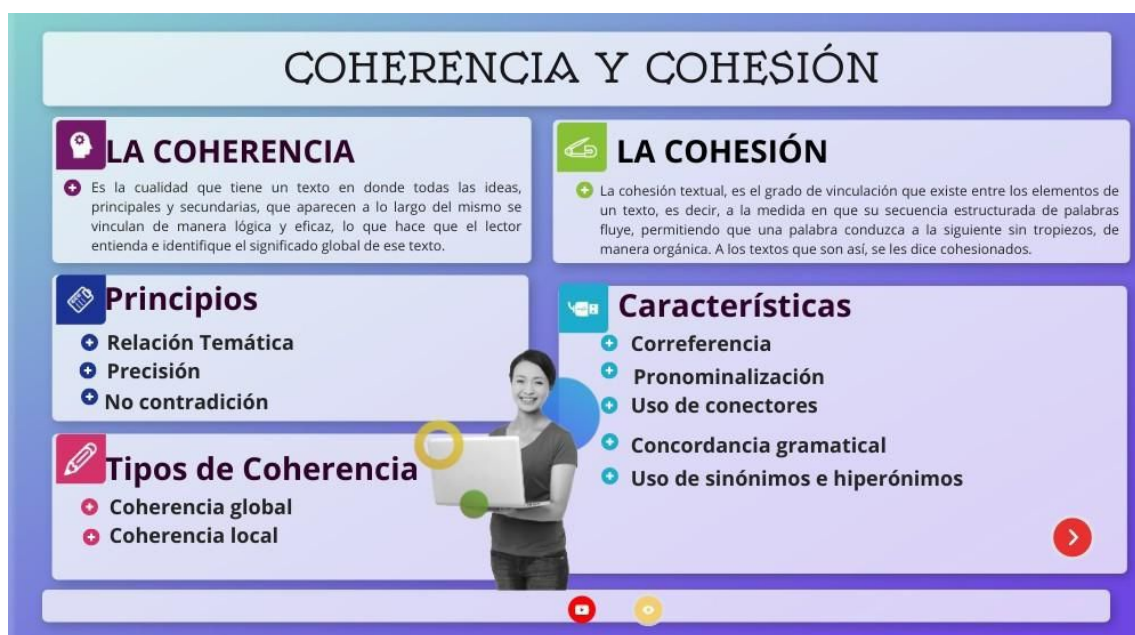 COHERENCIA Y COHESIÓN
LA COHERENCIA
Es la cualidad que tiene un texto en donde todas las ideas,
principales y secundarias, que aparecen a lo largo del mismo se
vinculan de manera lógica y eficaz, lo que hace que el lector
entienda e identifique el significado global de ese texto.
Principios
Relación Temática
Precisión
No contradición
Tipos de Coherencia
Coherencia global
Coherencia local
LA COHESIÓN
La cohesión textual, es el grado de vinculación que existe entre los elementos de
un texto, es decir, a la medida en que su secuencia estructurada de palabras
fluye, permitiendo que una palabra conduzca a la siguiente sin tropiezos, de
manera orgánica. A los textos que son así, se les dice cohesionados.
Características
Correferencia
Pronominalización
Uso de conectores
Concordancia gramatical
Uso de sinónimos e hiperónimos